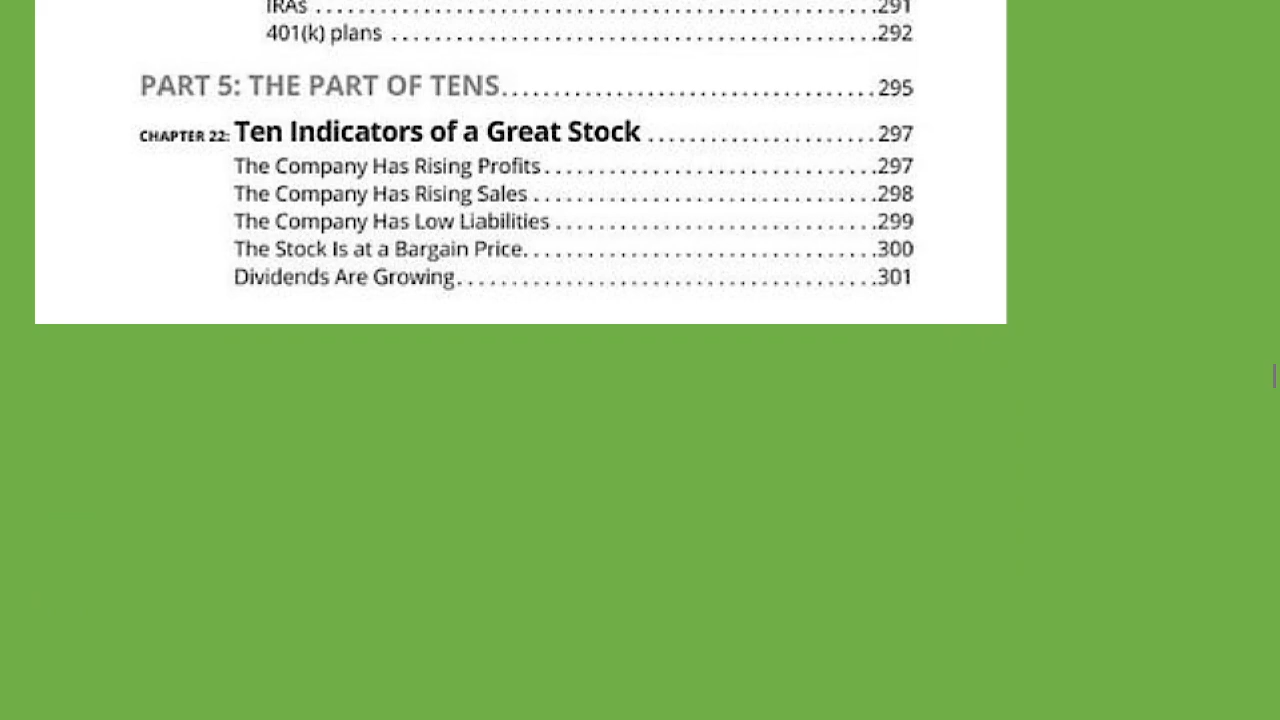 IRAs ........................................................291
401(k) plans ..............................................292
PART 5: THE PART OF TENS..............................295
CHAPTER 22: Ten Indicators of a Great Stock ....................297
The Company Has Rising Profits................................297
The Company Has Rising Sales .................................298
The Company Has Low Liabilities ..............................299
The Stock Is at a Bargain Price..................................300
Dividends Are Growing...........................................301